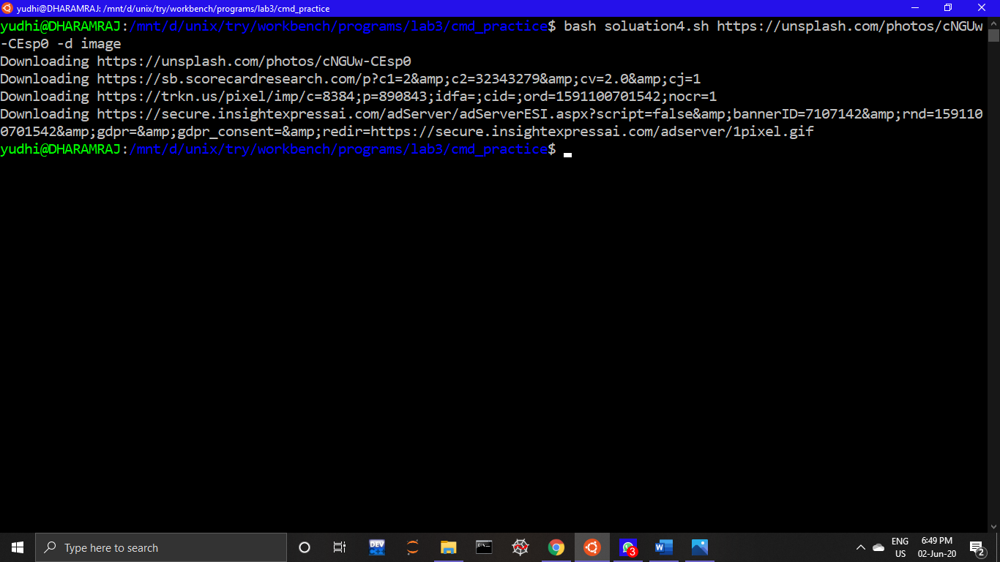 yudhi@DHARAMRAJ: /mnt/d/unix/try/workbench/programs/lab3/cmd_practice
yudhi@DHARAMRAJ:/mnt/d/unix/try/workbench/programs/lab3/cmd_practice$ bash soluation4.sh https://unsplash.com/photos/cNGUw
-CEsp0 -d image
Downloading https://unsplash.com/photos/cNGUw-CEsp0
Downloading https://sb.scorecardresearch.com/p?c1=2&amp;c2=32343279&amp;cv=2.0&amp;cj=1
Downloading https://trkn.us/pixel/imp/c=8384;p=890843;idfa=;cid=;ord=1591100701542;nocr=1
Downloading https://secure.insightexpressai.com/adServer/adServerESI.aspx?script=false&amp;bannerID=7107142&amp;rnd=159110
0701542&amp;gdpr=&amp;gdpr_consent=&amp;redir=https://secure.insightexpressai.com/adserver/1pixel.gif
yudhi@DHARAMRAJ:/mnt/d/unix/try/workbench/programs/lab3/cmd_practice$
Type here to search
DEV
C++
C:\_
3
W
ENG
US
6:49 PM
02-Jun-20
2